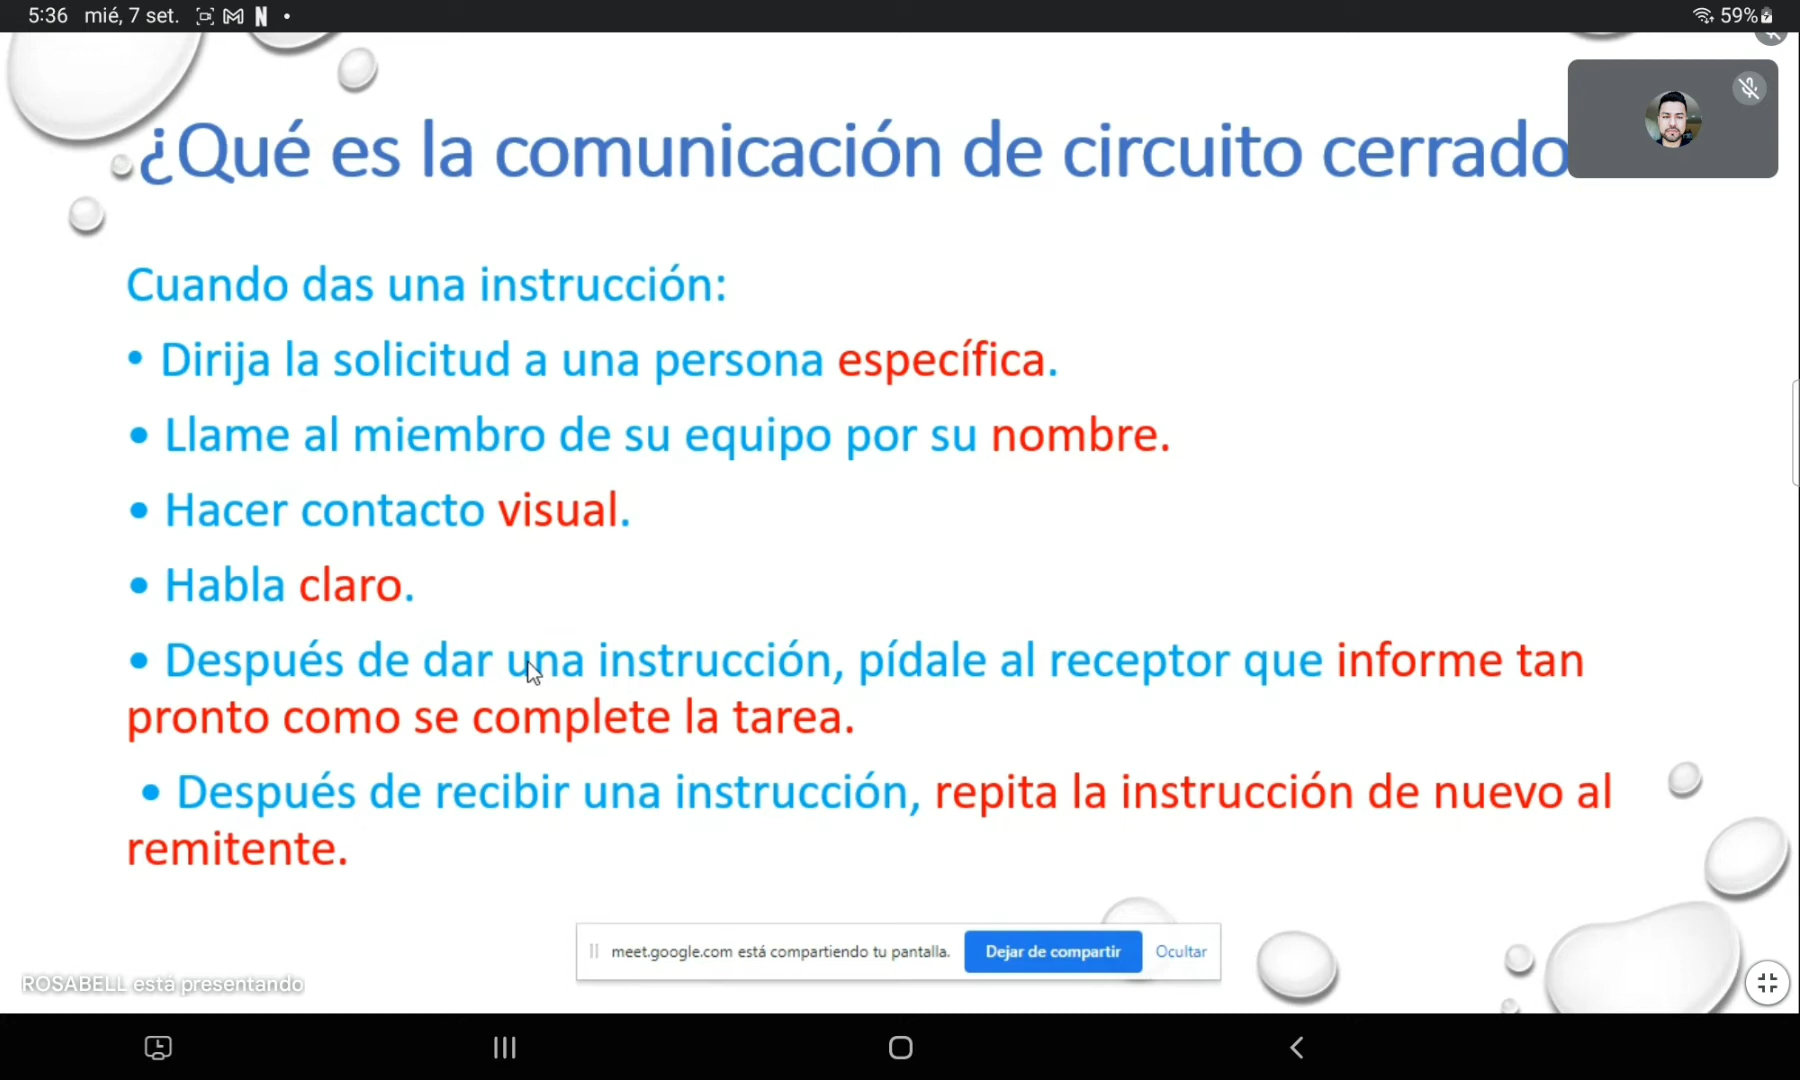 5:36 mié, 7 set.
59%
¿Qué es la comunicación de circuito cerrado
Cuando das una instrucción:
• Dirija la solicitud a una persona específica.
• Llame al miembro de su equipo por su nombre.
• Hacer contacto visual.
• Habla claro.
• Después de dar una instrucción, pídale al receptor que informe tan
pronto como se complete la tarea.
• Después de recibir una instrucción, repita la instrucción de nuevo al
remitente.
meet.google.com está compartiendo tu pantalla. Dejar de compartir Ocultar
ROSABELL está presentando